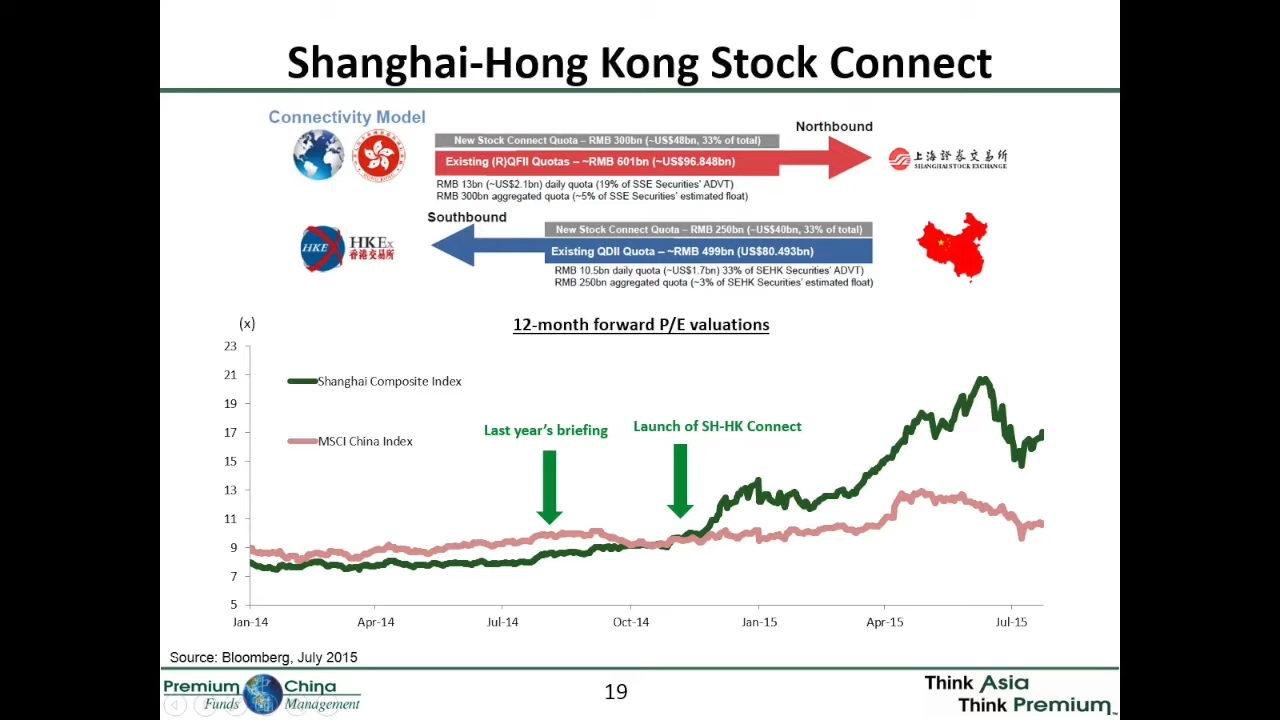 Shanghai-Hong Kong Stock Connect
Connectivity Model
Northbound
New Stock Connect Quota – RMB 300bn (~US$48bn, 33% of total)
Existing (R)QFII Quotas – ~RMB 601bn (~US$96.848bn)
上海證券交易所
SHANGHAI STOCK EXCHANGE
RMB 13bn (~US$2.1bn) daily quota (19% of SSE Securities' ADVT)
RMB 300bn aggregated quota (~5% of SSE Securities' estimated float)
Southbound
New Stock Connect Quota – RMB 250bn (~US$40bn, 33% of total)
Existing QDII Quota – ~RMB 499bn (US$80.493bn)
HKE
HKEx
香港交易所
RMB 10.5bn daily quota (~US$1.7bn) 33% of SEHK Securities' ADVT)
RMB 250bn aggregated quota (~3% of SEHK Securities' estimated float)
(x)
12-month forward P/E valuations
23
21
19
17
15
13
11
9
7
5
Shanghai Composite Index
MSCI China Index
Last year's briefing
Launch of SH-HK Connect
Jan-14
Apr-14
Jul-14
Oct-14
Jan-15
Apr-15
Jul-15
Source: Bloomberg, July 2015
Premium China
Funds Management
19
Think Asia
Think Premium